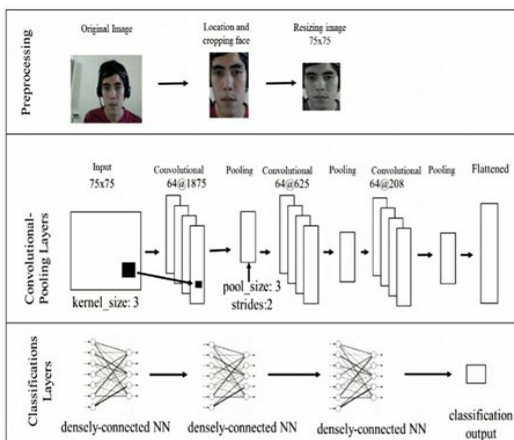 Preprocessing
Original Image
Location and
cropping face
Resizing image
75x75
Convolutional-
Pooling Layers
Input
75x75
Convolutional
64@1875
Pooling
Convolutional
64@625
Pooling
Convolutional
64@208
Pooling
Flattened
kernel_size: 3
pool_size: 3
strides:2
Classifications
Layers
densely-connected NN
densely-connected NN
densely-connected NN
classification
output